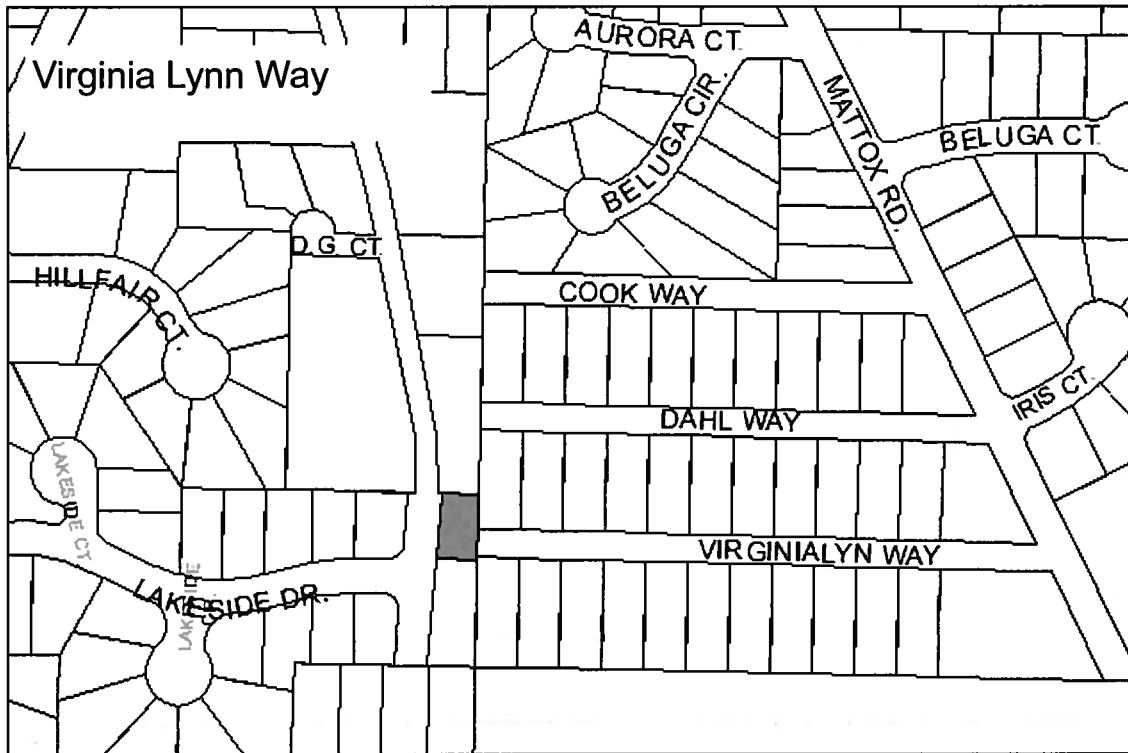 Virginia Lynn Way
AURORA CT.
BELUGA CIR.
MATTOX RD.
BELUGA CT.
D.G. CT.
HILLFAIR CT.
COOK WAY
IRIS CT.
DAHL WAY
LAKESIDE CT
VIRGINIALYN WAY
LAKESIDE DR.
LAKESIDE